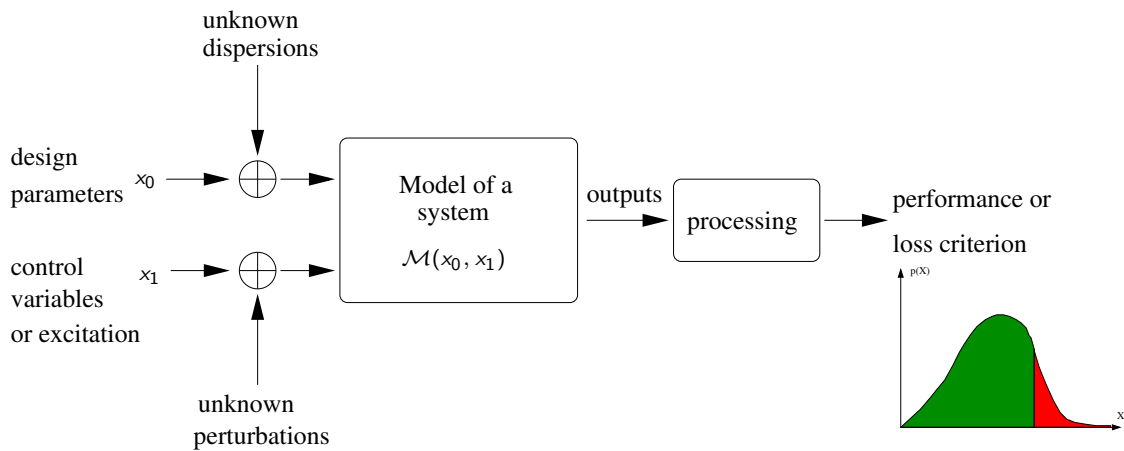 unknown
dispersions
design
parameters x₀
control
variables
or excitation
x₁
unknown
perturbations
Model of a
system
ℳ(x₀, x₁)
outputs
processing
performance or
loss criterion
p(X)
X